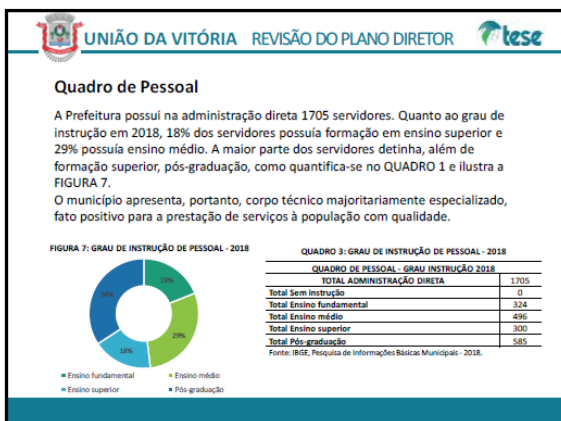 UNIÃO DA VITÓRIA REVISÃO DO PLANO DIRETOR
tese
Quadro de Pessoal
A Prefeitura possui na administração direta 1705 servidores. Quanto ao grau de
instrução em 2018, 18% dos servidores possuía formação em ensino superior e
29% possuía ensino médio. A maior parte dos servidores detinha, além de
formação superior, pós-graduação, como quantifica-se no QUADRO 1 e ilustra a
FIGURA 7.
O município apresenta, portanto, corpo técnico majoritariamente especializado,
fato positivo para a prestação de serviços à população com qualidade.
FIGURA 7: GRAU DE INSTRUÇÃO DE PESSOAL - 2018
34%
19%
29%
18%
Ensino fundamental
Ensino médio
Ensino superior
Pós-graduação
QUADRO 3: GRAU DE INSTRUÇÃO DE PESSOAL - 2018
QUADRO DE PESSOAL - GRAU INSTRUÇÃO 2018
TOTAL ADMINISTRAÇÃO DIRETA 1705
Total Sem instrução 0
Total Ensino fundamental 324
Total Ensino médio 496
Total Ensino superior 300
Total Pós-graduação 585
Fonte: IBGE, Pesquisa de Informações Básicas Municipais - 2018.